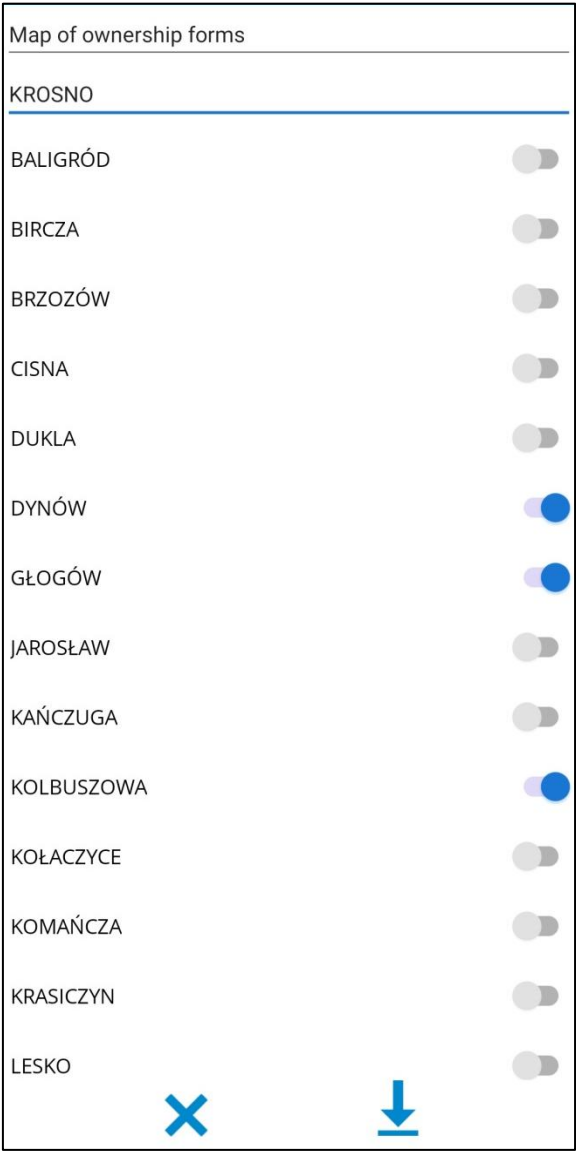 Map of ownership forms
KROSNO
BALIGRÓD
BIRCZA
BRZOZÓW
CISNA
DUKLA
DYNÓW
GŁOGÓW
JAROSŁAW
KAŃCZUGA
KOLBUSZOWA
KOŁACZYCE
KOMAŃCZA
KRASICZYN
LESKO